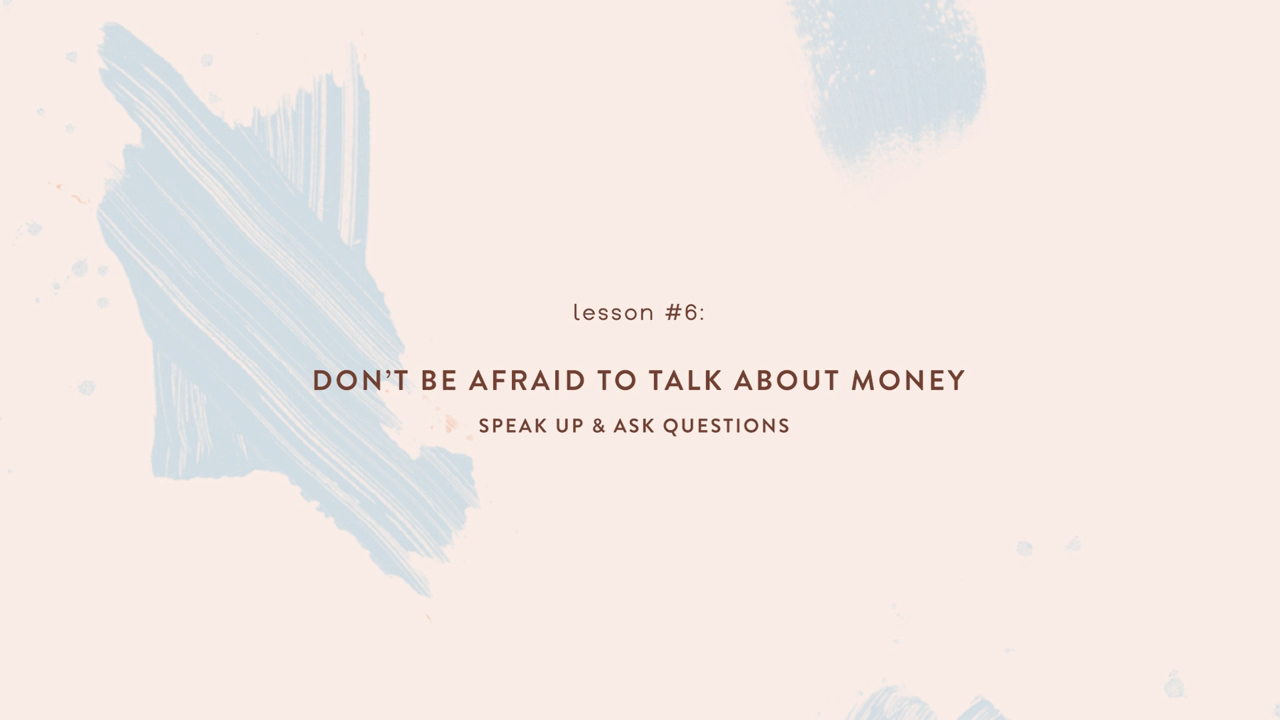 lesson #6:
DON’T BE AFRAID TO TALK ABOUT MONEY
SPEAK UP & ASK QUESTIONS